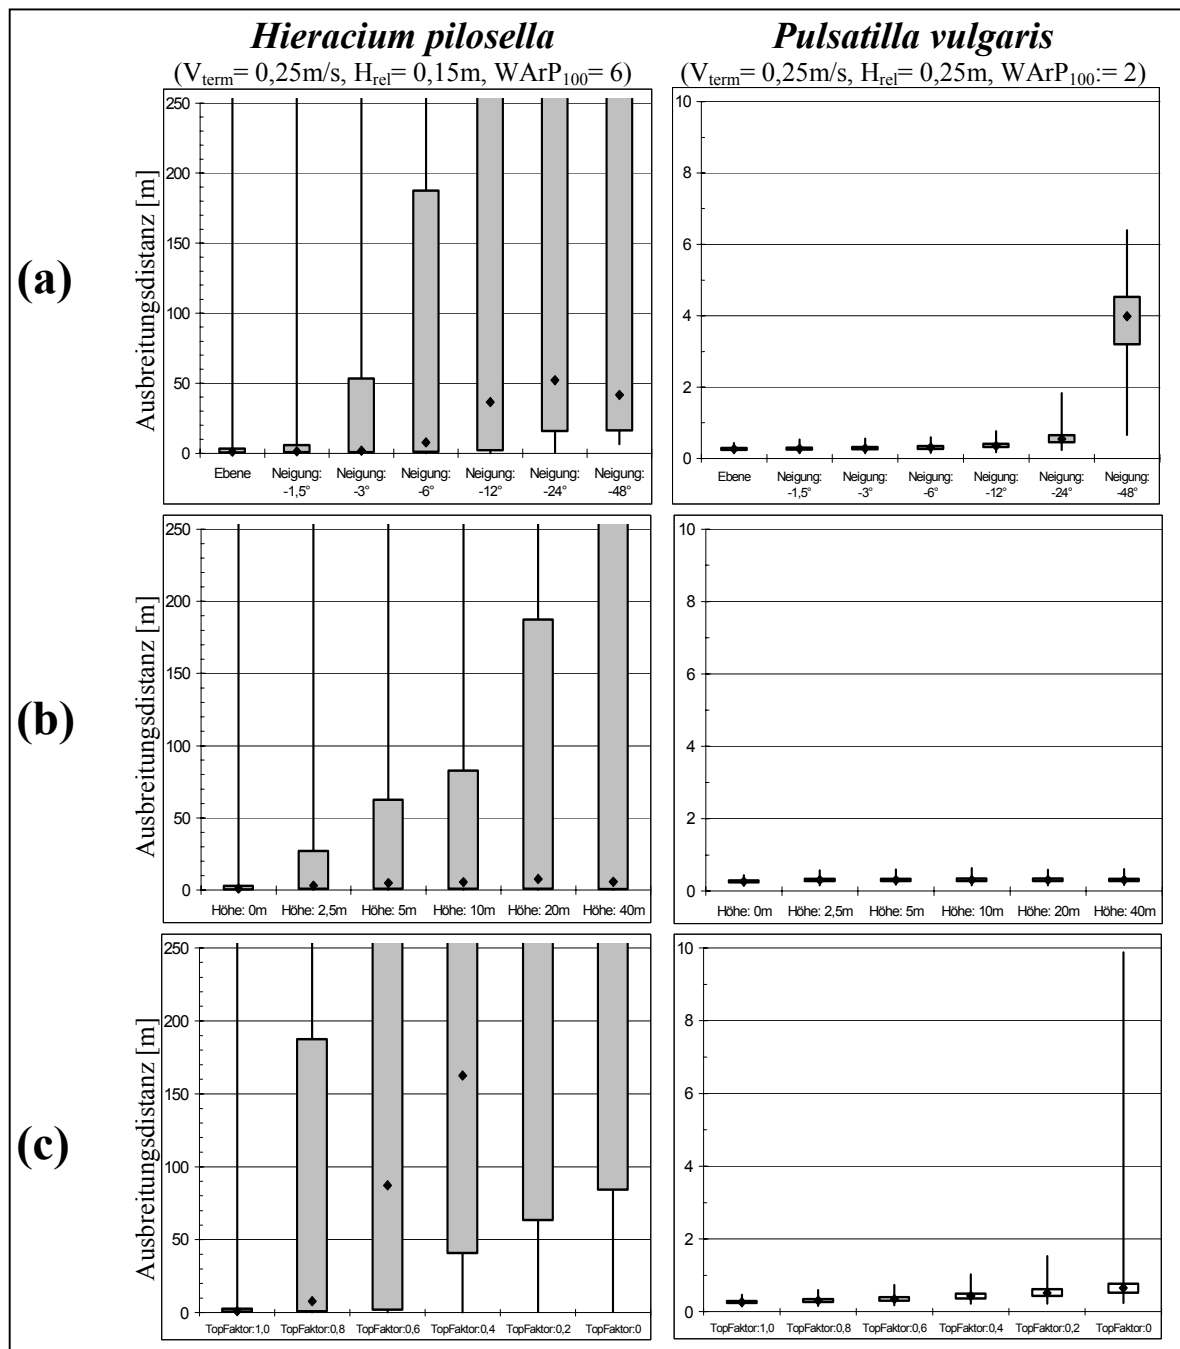 Hieracium pilosella
(Vterm= 0,25m/s, Hrel= 0,15m, WArP100= 6)
Pulsatilla vulgaris
(Vterm= 0,25m/s, Hrel= 0,25m, WArP100:= 2)
(a)
Ausbreitungsdistanz [m]
250
200
150
100
50
0
Ebene
Neigung: -1,5°
Neigung: -3°
Neigung: -6°
Neigung: -12°
Neigung: -24°
Neigung: -48°
10
8
6
4
2
0
Ebene
Neigung: -1,5°
Neigung: -3°
Neigung: -6°
Neigung: -12°
Neigung: -24°
Neigung: -48°
(b)
Ausbreitungsdistanz [m]
250
200
150
100
50
0
Höhe: 0m
Höhe: 2,5m
Höhe: 5m
Höhe: 10m
Höhe: 20m
Höhe: 40m
10
8
6
4
2
0
Höhe: 0m
Höhe: 2,5m
Höhe: 5m
Höhe: 10m
Höhe: 20m
Höhe: 40m
(c)
Ausbreitungsdistanz [m]
250
200
150
100
50
0
TopFaktor:1,0
TopFaktor:0,8
TopFaktor:0,6
TopFaktor:0,4
TopFaktor:0,2
TopFaktor:0
10
8
6
4
2
0
TopFaktor:1,0
TopFaktor:0,8
TopFaktor:0,6
TopFaktor:0,4
TopFaktor:0,2
TopFaktor:0